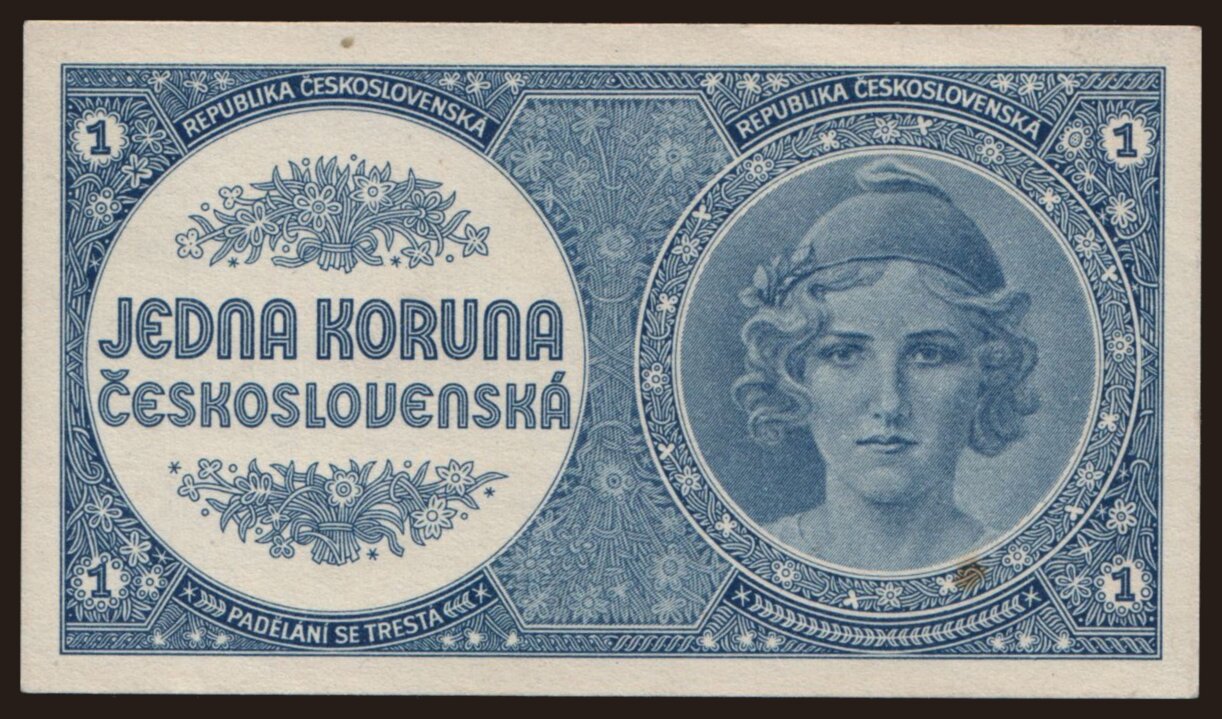 REPUBLIKA ČESKOSLOVENSKÁ
REPUBLIKA ČESKOSLOVENSKÁ
1
1
JEDNA KORUNA
ČESKOSLOVENSKÁ
1
1
PADĚLÁNÍ SE TRESTÁ